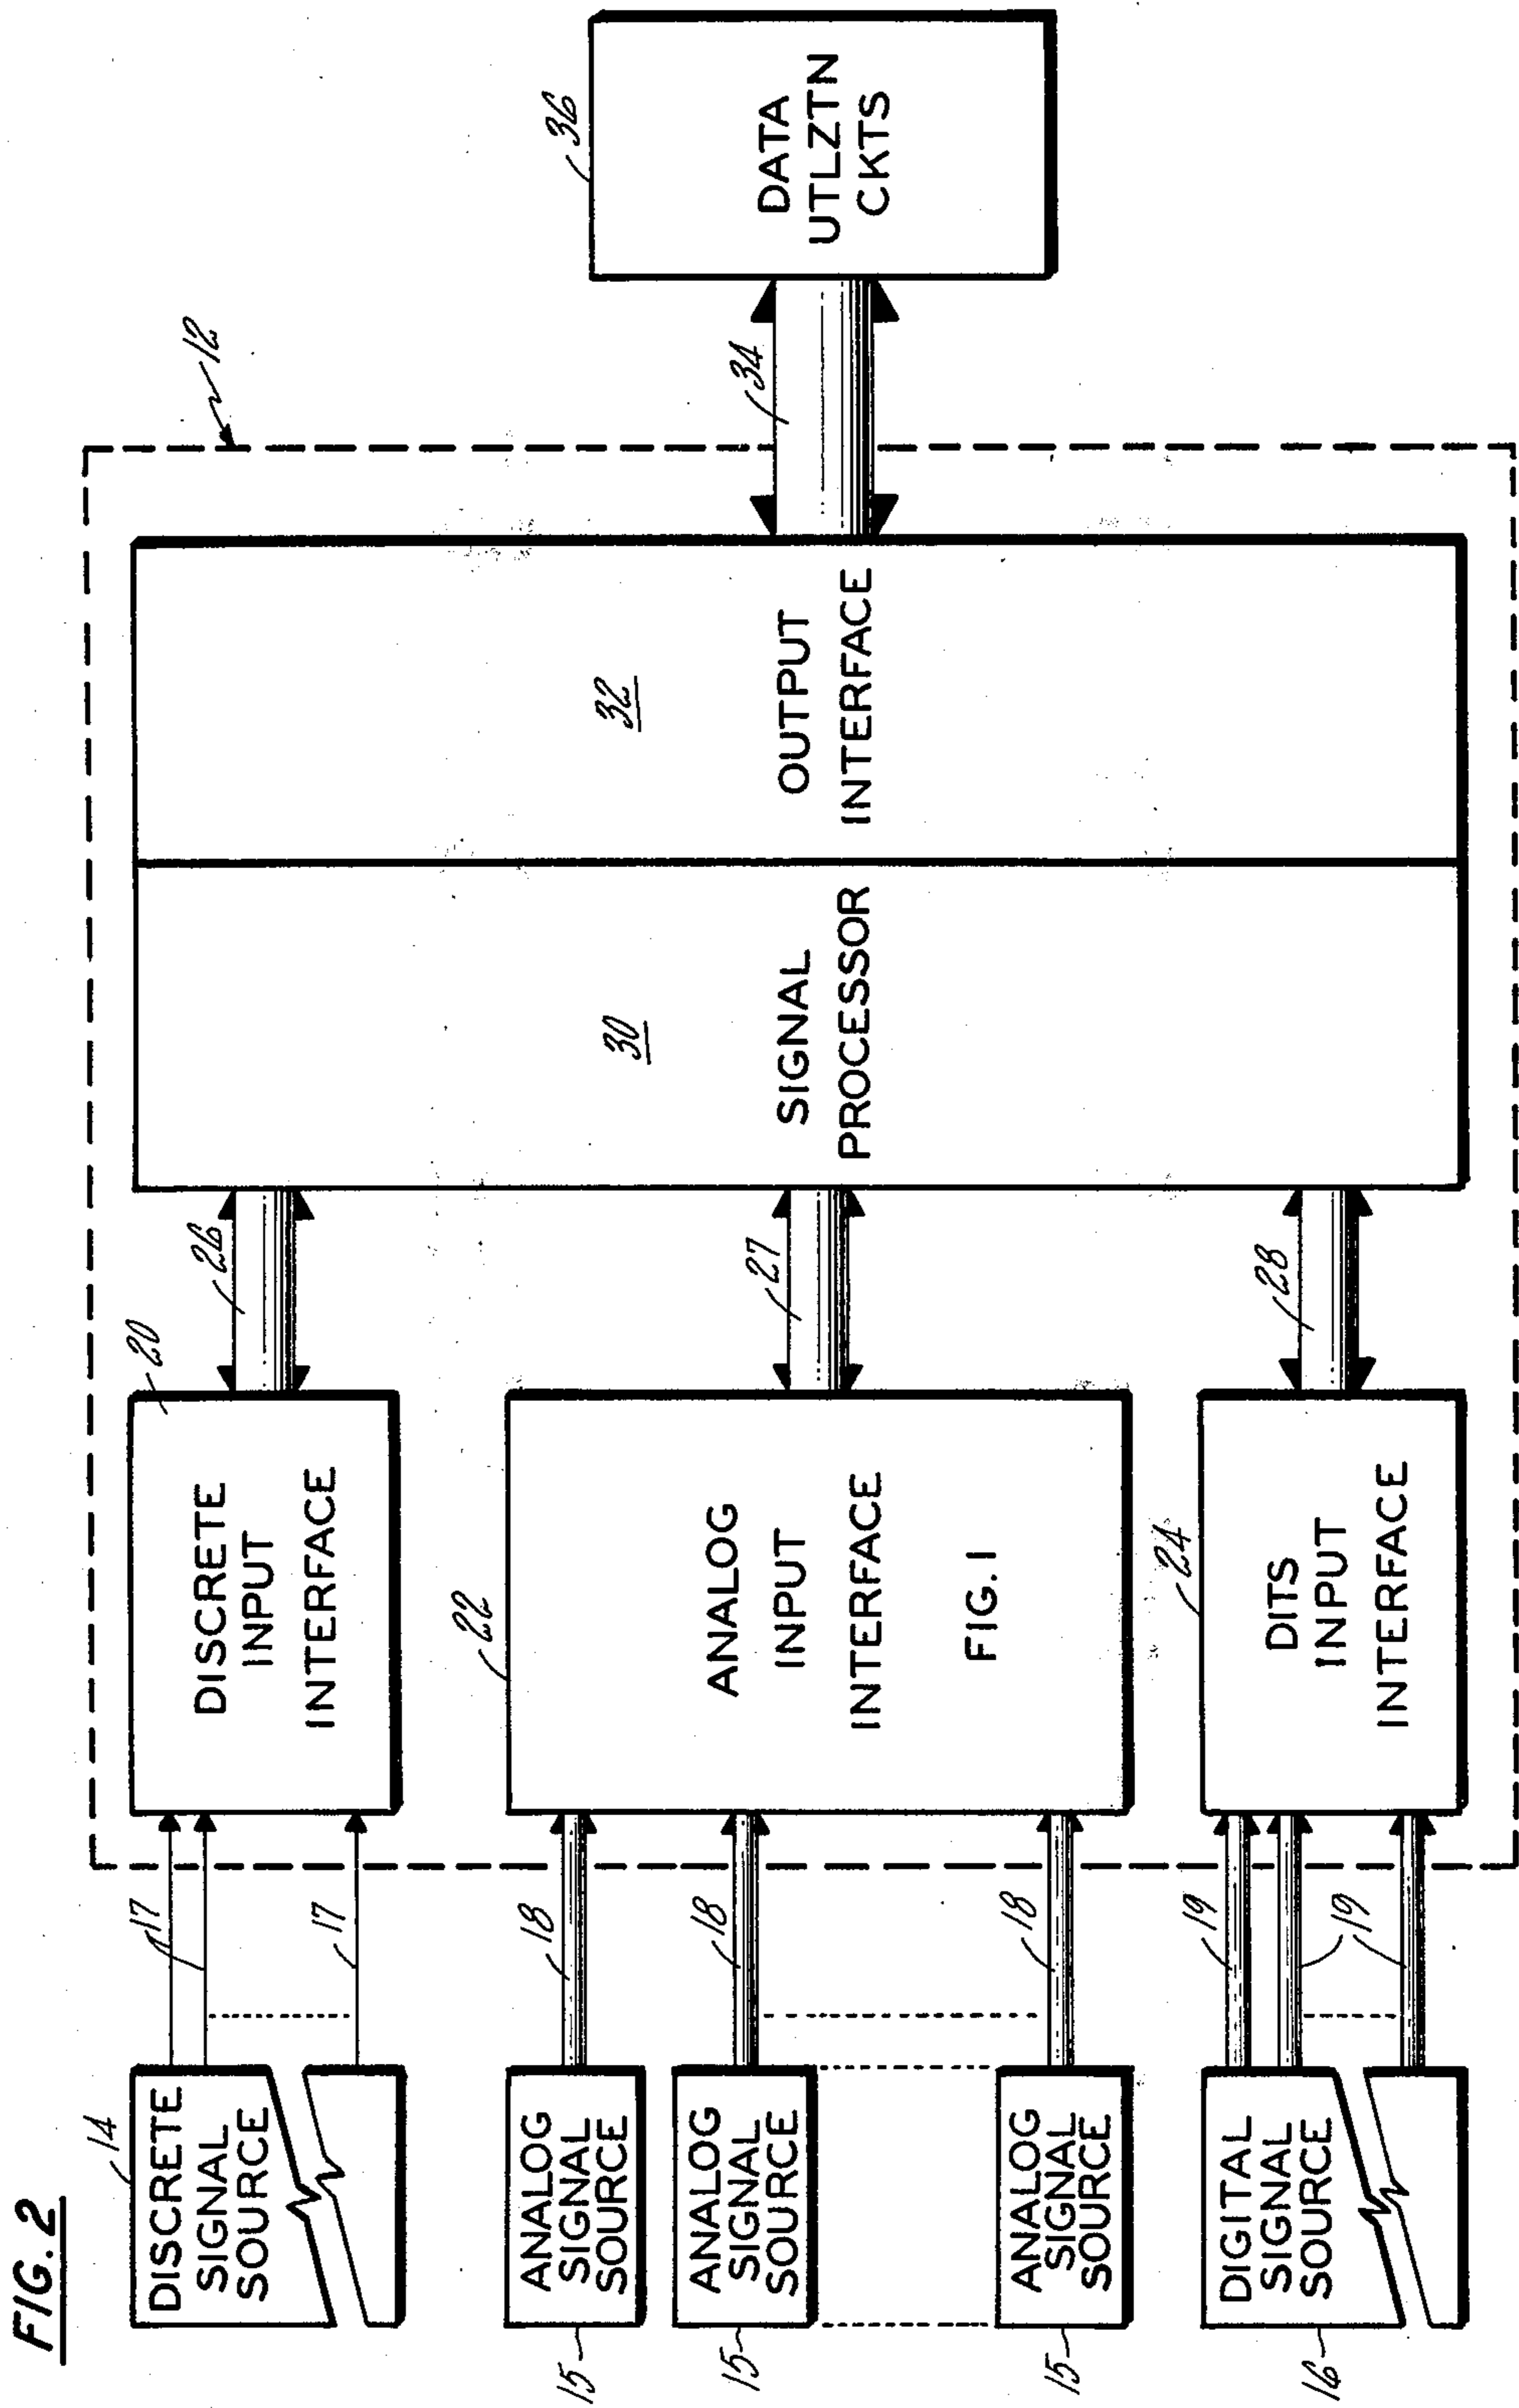 FIG. 2
14
DISCRETE
SIGNAL
SOURCE
17
17
20
DISCRETE
INPUT
INTERFACE
26
12
15
ANALOG
SIGNAL
SOURCE
18
15
ANALOG
SIGNAL
SOURCE
18
15
ANALOG
SIGNAL
SOURCE
18
22
ANALOG
INPUT
INTERFACE
FIG. 1
27
16
DIGITAL
SIGNAL
SOURCE
19
19
24
DITS
INPUT
INTERFACE
28
30
SIGNAL
PROCESSOR
32
OUTPUT
INTERFACE
34
36
DATA
UTLZTN
CKTS